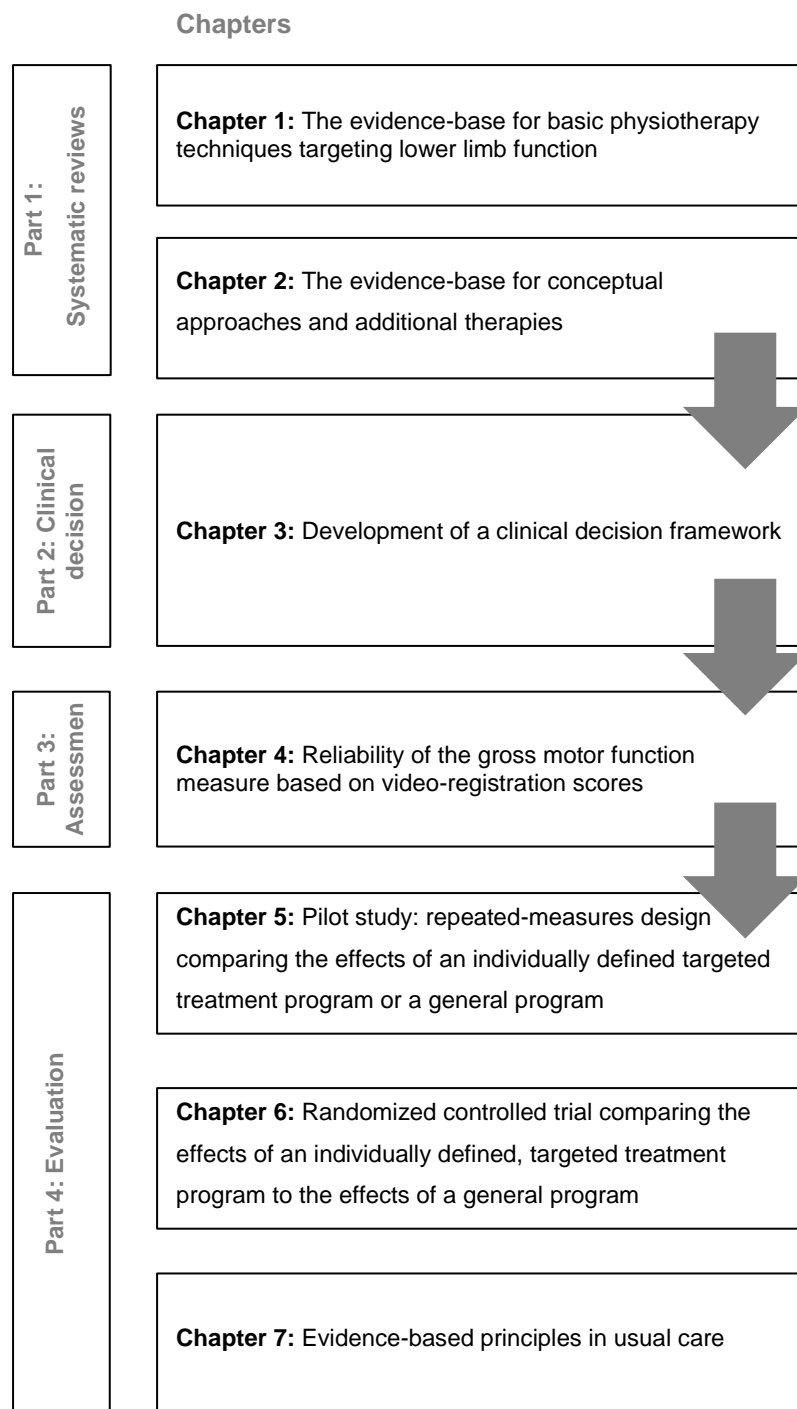 Chapters
Part 1:
Systematic reviews
Chapter 1: The evidence-base for basic physiotherapy
techniques targeting lower limb function
Chapter 2: The evidence-base for conceptual
approaches and additional therapies
Part 2: Clinical
decision
Chapter 3: Development of a clinical decision framework
Part 3:
Assessmen
Chapter 4: Reliability of the gross motor function
measure based on video-registration scores
Part 4: Evaluation
Chapter 5: Pilot study: repeated-measures design
comparing the effects of an individually defined targeted
treatment program or a general program
Chapter 6: Randomized controlled trial comparing the
effects of an individually defined, targeted treatment
program to the effects of a general program
Chapter 7: Evidence-based principles in usual care